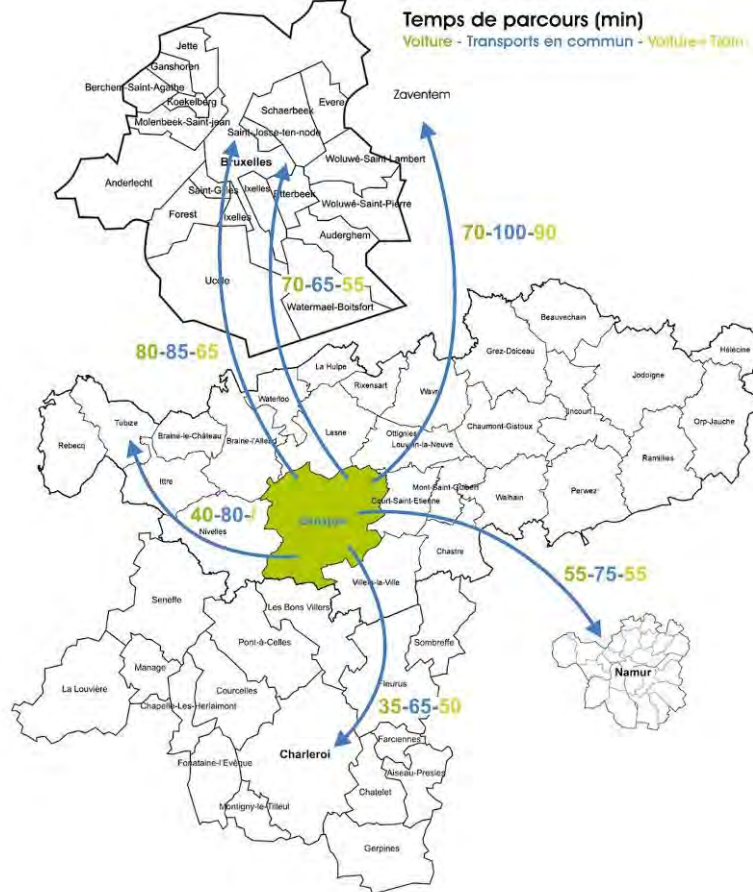 Temps de parcours (min)
Voiture - Transports en commun - Voiture+Train
Jette
Ganshoren
Berchem-Saint-Agathe
Koekelberg
Molenbeek-Saint-jean
Schaerbeek
Evere
Zaventem
Saint-Josse-ten-node
Bruxelles
Woluwé-Saint-Lambert
Anderlecht
Saint-Gilles
Ixelles
Etterbeek
Woluwé-Saint-Pierre
Forest
Ixelles
Auderghem
70-100-90
Uccle
70-65-55
Watermael-Boitsfort
80-85-65
Beauvechain
La Hulpe
Grez-Doiceau
Hélécine
Rixensart
Wavre
Jodoigne
Waterloo
Tubize
Rebecq
Braine-le-Château
Braine-l'Alleud
Lasne
Ottignies
Louvain-la-Neuve
Chaumont-Gistoux
Incourt
Orp-Jauche
Ramilies
Ittre
Mont-Saint-Guibert
Court-Saint-Etienne
Walhain
Perwez
40-80-/
Nivelles
Genappe
Chastre
55-75-55
Villers-la-Ville
Seneffe
Les Bons Villers
Pont-à-Celles
Sombreffe
Manage
La Louvière
Courcelles
Chapelle-Les-Herlaimont
Fleurus
Namur
35-65-50
Farciennes
Charleroi
Fonataine-l'Evêque
Aiseau-Presles
Chatelet
Montigny-le-Tilleul
Gerpines